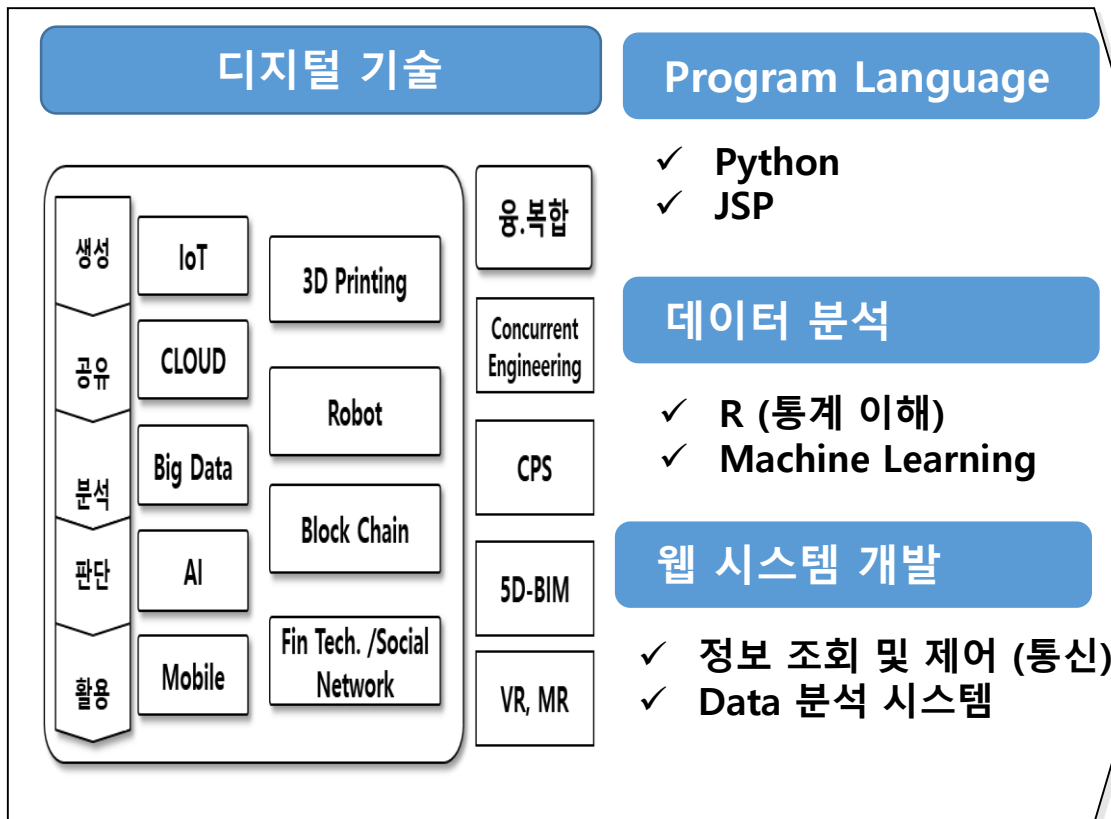 디지털 기술
생성
공유
분석
판단
활용
IoT
CLOUD
Big Data
AI
Mobile
3D Printing
Robot
Block Chain
Fin Tech. /Social
Network
융.복합
Concurrent
Engineering
CPS
5D-BIM
VR, MR
Program Language
✓ Python
✓ JSP
데이터 분석
✓ R (통계 이해)
✓ Machine Learning
웹 시스템 개발
✓ 정보 조회 및 제어 (통신)
✓ Data 분석 시스템